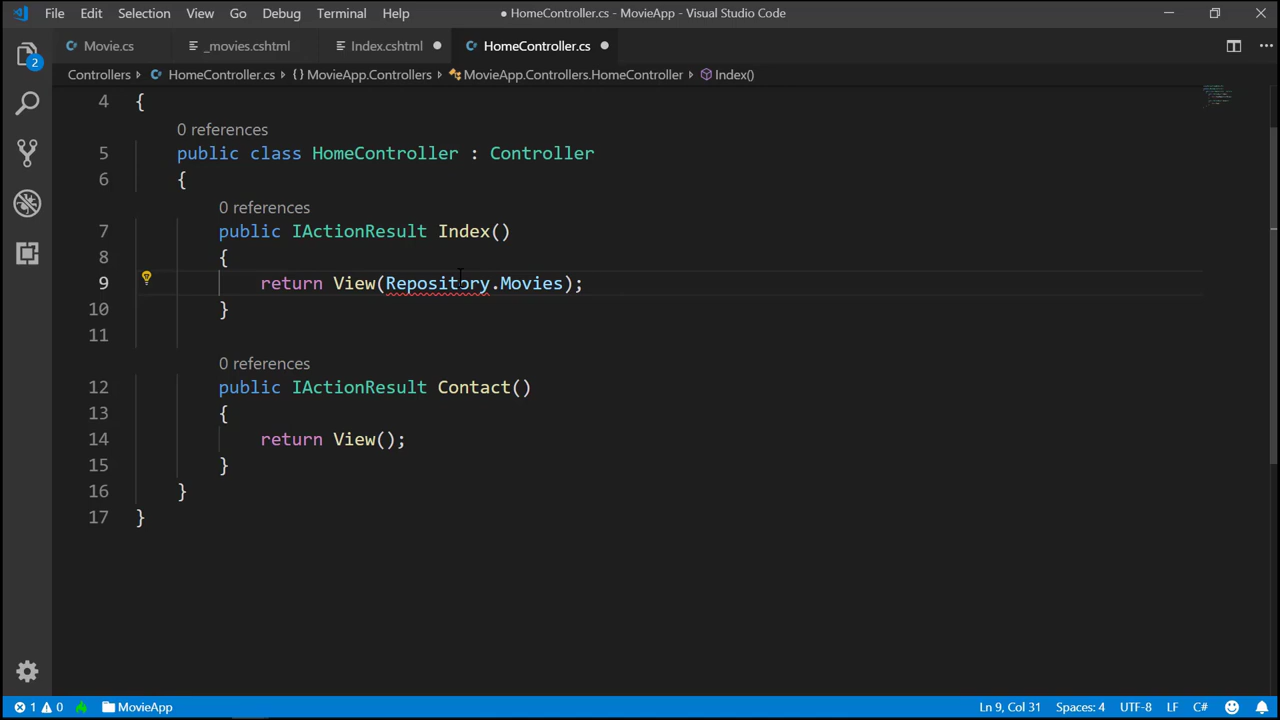 File Edit Selection View Go Debug Terminal Help ● HomeController.cs - MovieApp - Visual Studio Code
Movie.cs _movies.cshtml Index.cshtml ● HomeController.cs ●
Controllers > HomeController.cs > {} MovieApp.Controllers > MovieApp.Controllers.HomeController > Index()
2
4 {
0 references
5 public class HomeController : Controller
6 {
0 references
7 public IActionResult Index()
8 {
9 return View(Repository.Movies);
10 }
11
0 references
12 public IActionResult Contact()
13 {
14 return View();
15 }
16 }
17 }
1 0 MovieApp Ln 9, Col 31 Spaces: 4 UTF-8 LF C#